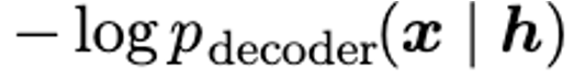 − log p_decoder(x | h)